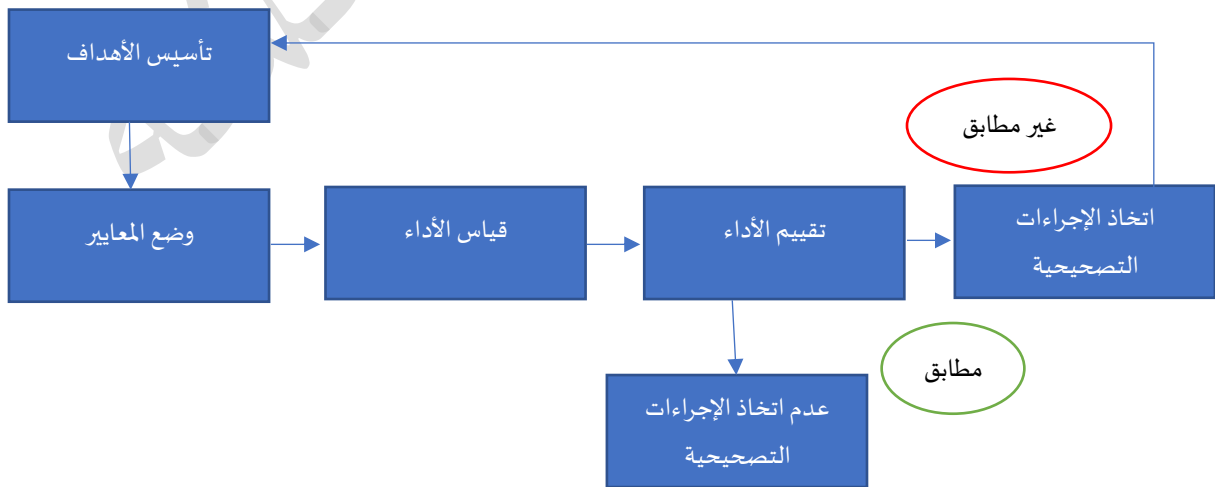 تأسيس الأهداف
غير مطابق
وضع المعايير
قياس الأداء
تقييم الأداء
اتخاذ الإجراءات
التصحيحية
مطابق
عدم اتخاذ الإجراءات
التصحيحية